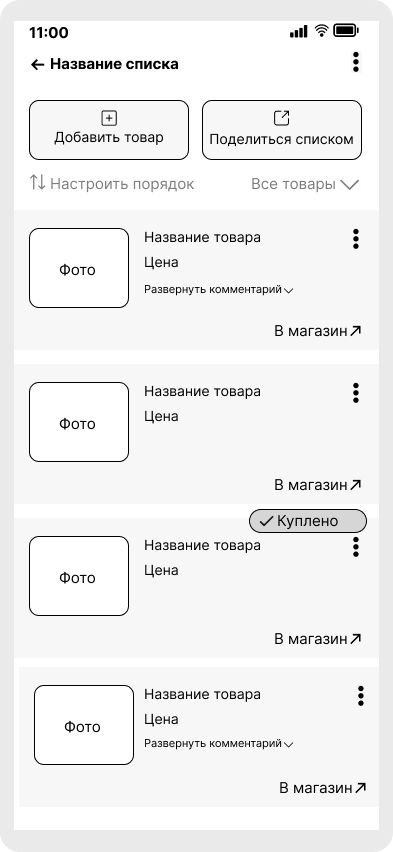 11:00
Название списка
Добавить товар
Поделиться списком
Настроить порядок
Все товары
Фото
Название товара
Цена
Развернуть комментарий
В магазин
Фото
Название товара
Цена
В магазин
Куплено
Фото
Название товара
Цена
В магазин
Фото
Название товара
Цена
Развернуть комментарий
В магазин